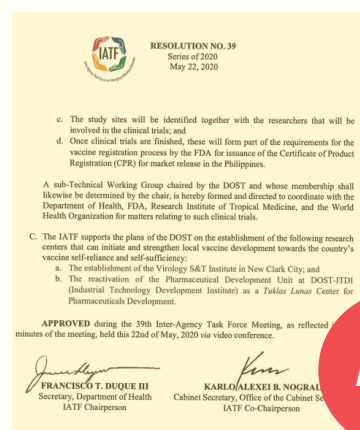 IATF
RESOLUTION NO. 39
Series of 2020
May 22, 2020
c. The study sites will be identified together with the researchers that will be
involved in the clinical trials; and
d. Once clinical trials are finished, these will form part of the requirements for the
vaccine registration process by the FDA for issuance of the Certificate of Product
Registration (CPR) for market release in the Philippines.
A sub-Technical Working Group chaired by the DOST and whose membership shall
likewise be determined by the chair, is hereby formed and directed to coordinate with the
Department of Health, FDA, Research Institute of Tropical Medicine, and the World
Health Organization for matters relating to such clinical trials.
C. The IATF supports the plans of the DOST on the establishment of the following research
centers that can initiate and strengthen local vaccine development towards the country's
vaccine self-reliance and self-sufficiency:
a. The establishment of the Virology S&T Institute in New Clark City; and
b. The reactivation of the Pharmaceutical Development Unit at DOST-ITDI
(Industrial Technology Development Institute) as a Tuklas Lunas Center for
Pharmaceuticals Development.
APPROVED during the 39th Inter-Agency Task Force Meeting, as reflected
minutes of the meeting, held this 22nd of May, 2020 via video conference.
FRANCISCO T. DUQUE III
KARLO ALEXEI B. NOGRAL
Secretary, Department of Health
Cabinet Secretary, Office of the Cabinet Se
IATF Chairperson
IATF Co-Chairperson